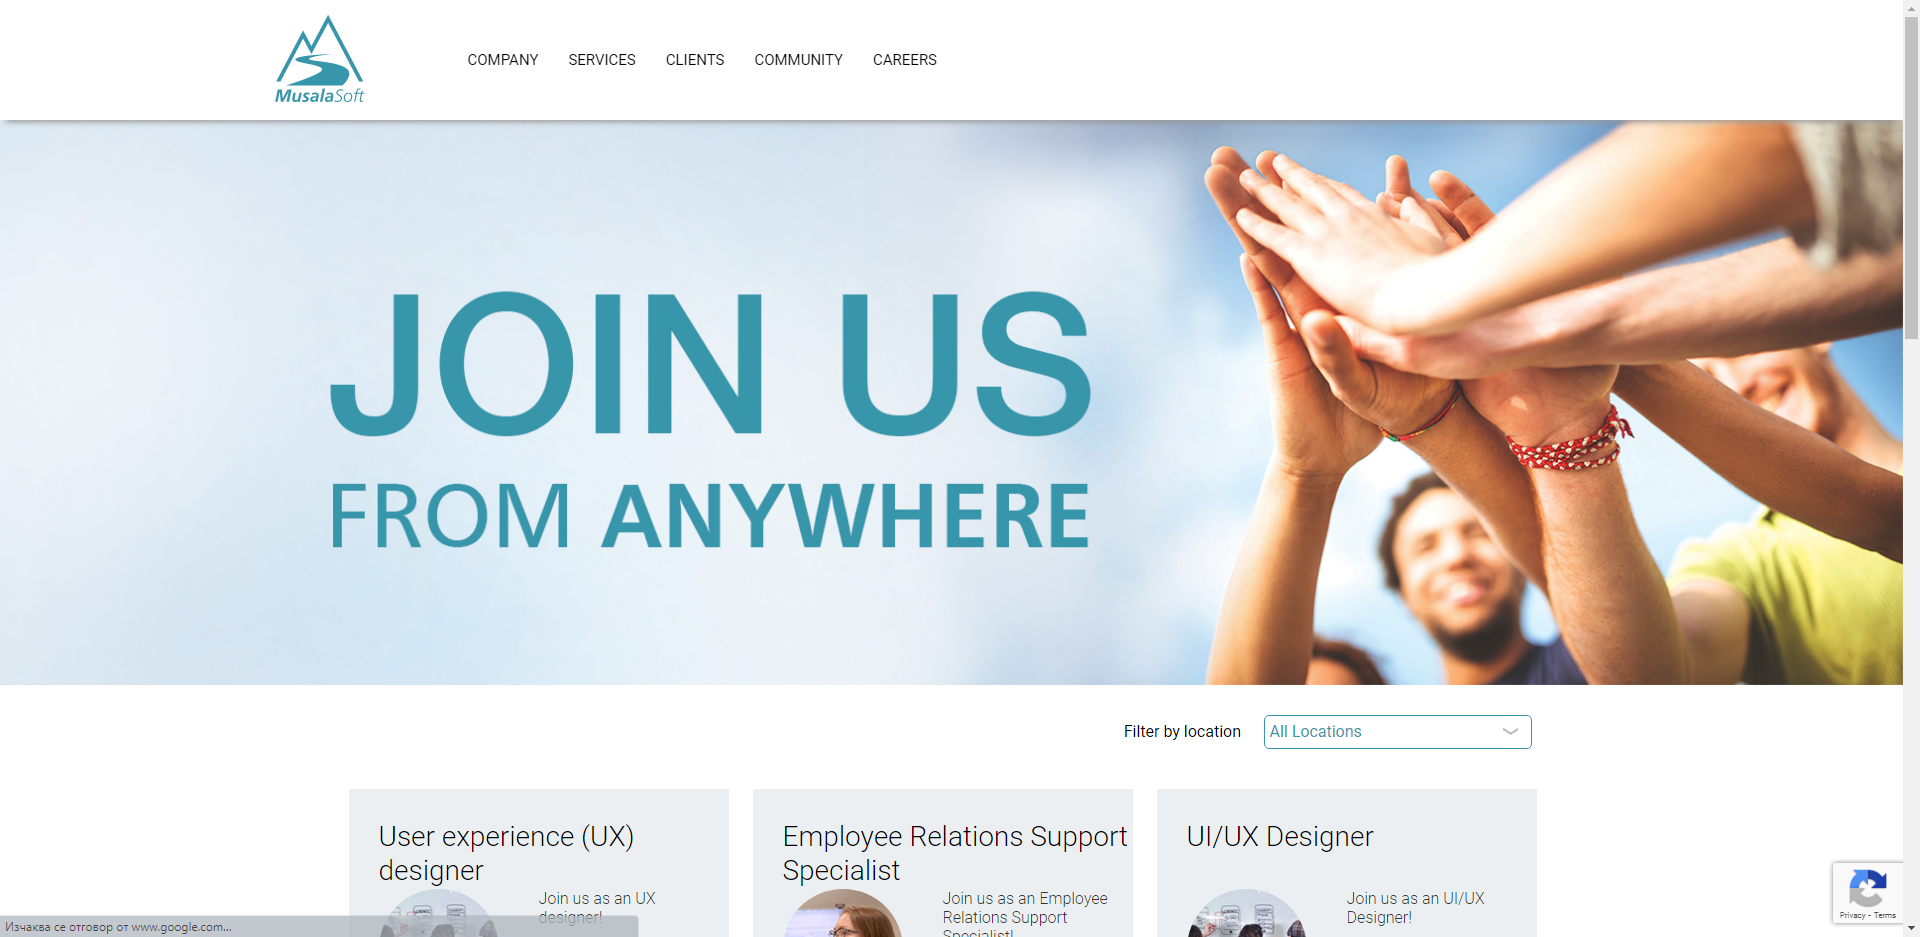 MusalaSoft
COMPANY SERVICES CLIENTS COMMUNITY CAREERS
JOIN US
FROM ANYWHERE
Filter by location All Locations
User experience (UX)
designer
Join us as an UX
designer!
Employee Relations Support
Specialist
Join us as an Employee
Relations Support
Specialist!
UI/UX Designer
Join us as an UI/UX
Designer!
Privacy - Terms
Изчаква се отговор от www.google.com...